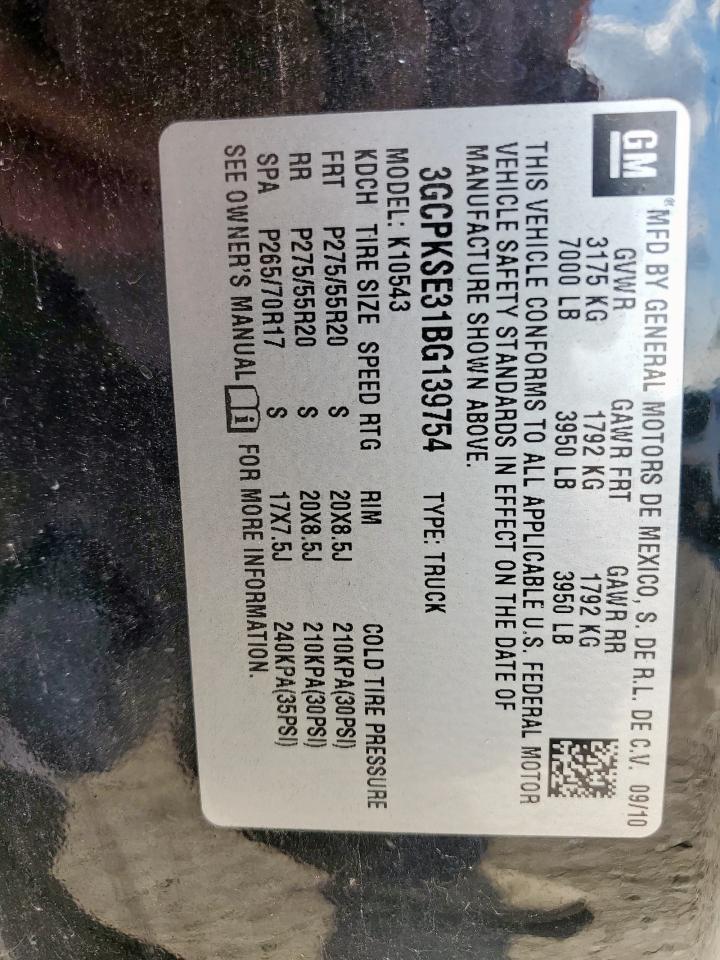 GM® MFD BY GENERAL MOTORS DE MEXICO, S. DE R.L. DE C.V. 09/10
GVWR GAWR FRT GAWR RR
3175 KG 1792 KG 1792 KG
7000 LB 3950 LB 3950 LB
THIS VEHICLE CONFORMS TO ALL APPLICABLE U.S. FEDERAL MOTOR
VEHICLE SAFETY STANDARDS IN EFFECT ON THE DATE OF
MANUFACTURE SHOWN ABOVE.
3GCPKSE31BG139754 TYPE: TRUCK
MODEL: K10543
KDCH TIRE SIZE SPEED RTG RIM COLD TIRE PRESSURE
FRT P275/55R20 S 20X8.5J 210KPA(30PSI)
RR P275/55R20 S 20X8.5J 210KPA(30PSI)
SPA P265/70R17 S 17X7.5J 240KPA(35PSI)
SEE OWNER'S MANUAL i FOR MORE INFORMATION.